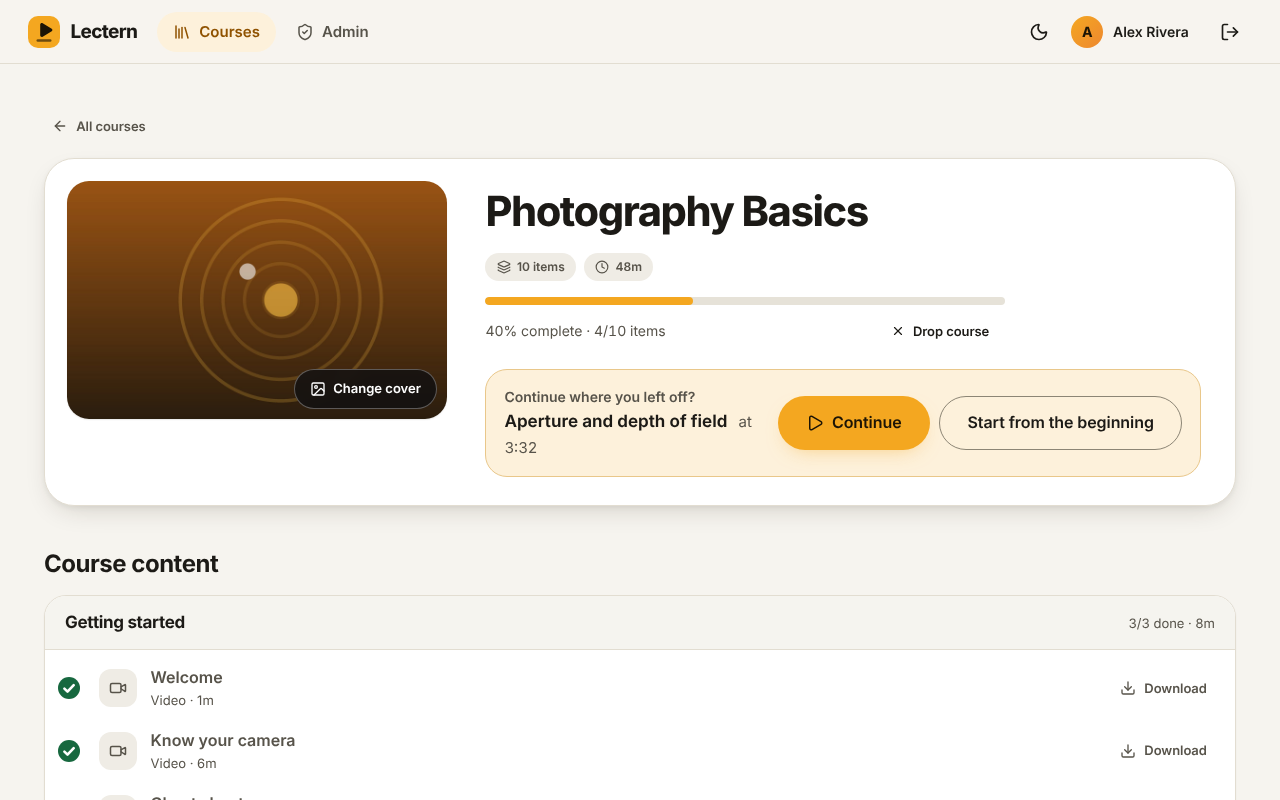 Lectern
Courses
Admin
A
Alex Rivera
All courses
Change cover
Photography Basics
10 items
48m
40% complete · 4/10 items
Drop course
Continue where you left off?
Aperture and depth of field at
3:32
Continue
Start from the beginning
Course content
Getting started
3/3 done · 8m
Welcome
Video · 1m
Download
Know your camera
Video · 6m
Download